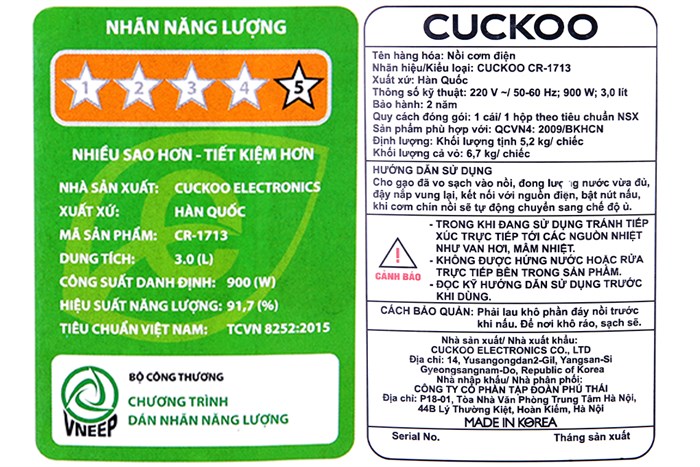 NHÃN NĂNG LƯỢNG
1 2 3 4 5
NHIỀU SAO HƠN - TIẾT KIỆM HƠN
NHÀ SẢN XUẤT: CUCKOO ELECTRONICS
XUẤT XỨ: HÀN QUỐC
MÃ SẢN PHẨM: CR-1713
DUNG TÍCH: 3.0 (L)
CÔNG SUẤT DANH ĐỊNH: 900 (W)
HIỆU SUẤT NĂNG LƯỢNG: 91,7 (%)
TIÊU CHUẨN VIỆT NAM: TCVN 8252:2015
VNEEP
BỘ CÔNG THƯƠNG
CHƯƠNG TRÌNH
DÁN NHÃN NĂNG LƯỢNG
CUCKOO
Tên hàng hóa: Nồi cơm điện
Nhãn hiệu/Kiểu loại: CUCKOO CR-1713
Xuất xứ: Hàn Quốc
Thông số kỹ thuật: 220 V ~/ 50-60 Hz; 900 W; 3,0 lít
Bảo hành: 2 năm
Quy cách đóng gói: 1 cái/ 1 hộp theo tiêu chuẩn NSX
Sản phẩm phù hợp với: QCVN4: 2009/BKHCN
Định lượng: Khối lượng tịnh 5,2 kg/ chiếc
Khối lượng cả vỏ: 6,7 kg/ chiếc
HƯỚNG DẪN SỬ DỤNG
Cho gạo đã vo sạch vào nồi, đong lượng nước vừa đủ,
đậy nắp vung lại, kết nối với nguồn điện, bật nút nấu,
khi cơm chín nồi sẽ tự động chuyển sang chế độ ủ.
CẢNH BÁO
- TRONG KHI ĐANG SỬ DỤNG TRÁNH TIẾP
XÚC TRỰC TIẾP TỚI CÁC NGUỒN NHIỆT
NHƯ VAN HƠI, MÂM NHIỆT.
- KHÔNG ĐƯỢC HỨNG NƯỚC HOẶC RỬA
TRỰC TIẾP BÊN TRONG SẢN PHẨM.
- ĐỌC KỸ HƯỚNG DẪN SỬ DỤNG TRƯỚC
KHI DÙNG.
CÁCH BẢO QUẢN: Phải lau khô phần đáy nồi trước
khi nấu. Để nơi khô ráo, sạch sẽ.
Nhà sản xuất/ Nhà xuất khẩu:
CUCKOO ELECTRONICS CO., LTD
Địa chỉ: 14, Yusangongdan2-Gil, Yangsan-Si
Gyeongsangnam-Do, Republic of Korea
Nhà nhập khẩu/ Nhà phân phối:
CÔNG TY CỔ PHẦN TẬP ĐOÀN PHÚ THÁI
Địa chỉ: P18-01, Tòa Nhà Văn Phòng Trung Tâm Hà Nội,
44B Lý Thường Kiệt, Hoàn Kiếm, Hà Nội
MADE IN KOREA
Serial No. Tháng sản xuất